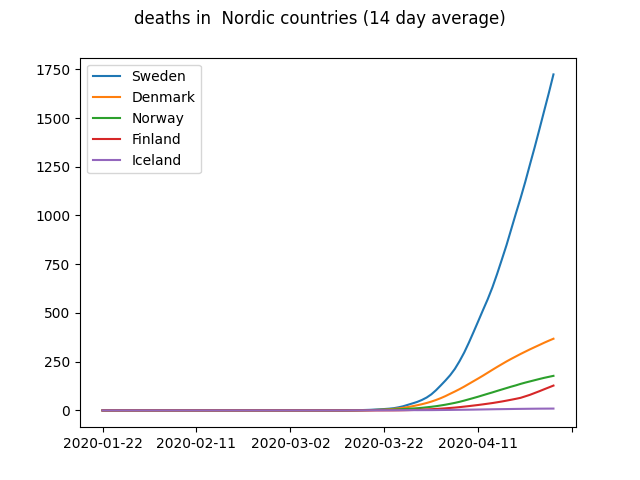 deaths in  Nordic countries (14 day average)
1750
1500
1250
1000
750
500
250
0
Sweden
Denmark
Norway
Finland
Iceland
2020-01-22 2020-02-11 2020-03-02 2020-03-22 2020-04-11